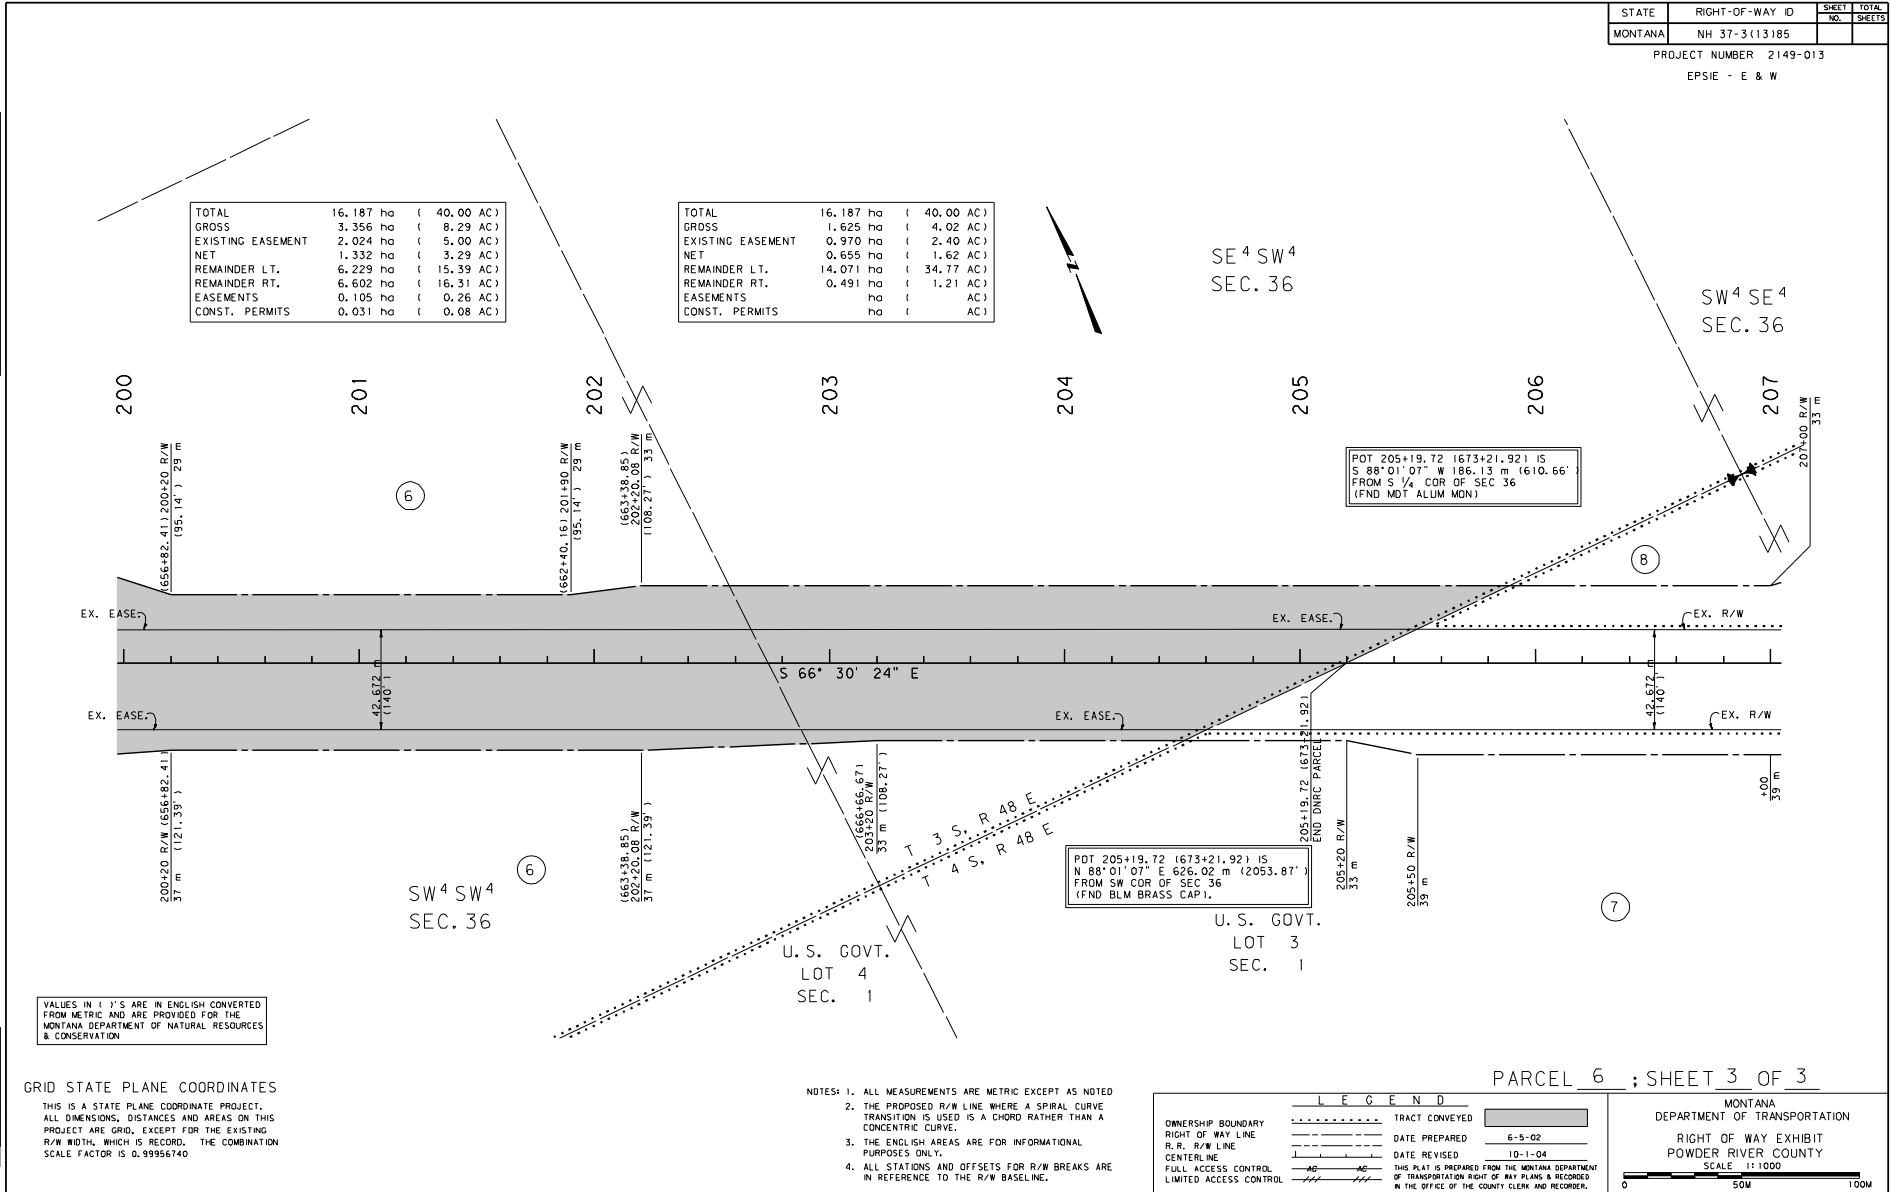 STATE RIGHT-OF-WAY ID SHEET NO. TOTAL SHEETS
MONTANA NH 37-3(13)85
PROJECT NUMBER 2149-013
EPSIE - E & W
TOTAL 16.187 ha ( 40.00 AC)
GROSS 3.356 ha ( 8.29 AC)
EXISTING EASEMENT 2.024 ha ( 5.00 AC)
NET 1.332 ha ( 3.29 AC)
REMAINDER LT. 6.229 ha ( 15.39 AC)
REMAINDER RT. 6.602 ha ( 16.31 AC)
EASEMENTS 0.105 ha ( 0.26 AC)
CONST. PERMITS 0.031 ha ( 0.08 AC)
TOTAL 16.187 ha ( 40.00 AC)
GROSS 1.625 ha ( 4.02 AC)
EXISTING EASEMENT 0.970 ha ( 2.40 AC)
NET 0.655 ha ( 1.62 AC)
REMAINDER LT. 14.071 ha ( 34.77 AC)
REMAINDER RT. 0.491 ha ( 1.21 AC)
EASEMENTS ha ( AC)
CONST. PERMITS ha ( AC)
SE 4 SW 4
SEC. 36
SW 4 SE 4
SEC. 36
200
201
202
203
204
205
206
207
(656+82.41) 200+20 R/W
(95.14') 29 m
(662+40.16) 201+90 R/W
(95.14') 29 m
(663+38.85)
202+20.08 R/W
(108.27') 33 m
207+00 R/W
33 m
6
POT 205+19.72 (673+21.92) IS
S 88°01'07" W 186.13 m (610.66')
FROM S 1/4 COR OF SEC 36
(FND MDT ALUM MON)
8
EX. EASE.
EX. EASE.
EX. R/W
S 66° 30' 24" E
42.672 m
(140')
42.672 m
(140')
EX. EASE.
EX. EASE.
EX. R/W
200+20 R/W (656+82.41)
37 m (121.39')
(663+38.85)
202+20.08 R/W
37 m (121.39')
(666+66.67)
203+20 R/W
33 m (108.27')
205+19.72 (673+21.92)
END DNRC PARCEL
205+20 R/W
33 m
205+50 R/W
39 m
+00
39 m
T 3 S, R 48 E
T 4 S, R 48 E
POT 205+19.72 (673+21.92) IS
N 88°01'07" E 626.02 m (2053.87')
FROM SW COR OF SEC 36
(FND BLM BRASS CAP).
6
SW 4 SW 4
SEC. 36
7
U.S. GOVT.
LOT 3
SEC. 1
U.S. GOVT.
LOT 4
SEC. 1
VALUES IN ( )'S ARE IN ENGLISH CONVERTED
FROM METRIC AND ARE PROVIDED FOR THE
MONTANA DEPARTMENT OF NATURAL RESOURCES
& CONSERVATION
GRID STATE PLANE COORDINATES
THIS IS A STATE PLANE COORDINATE PROJECT.
ALL DIMENSIONS, DISTANCES AND AREAS ON THIS
PROJECT ARE GRID, EXCEPT FOR THE EXISTING
R/W WIDTH, WHICH IS RECORD. THE COMBINATION
SCALE FACTOR IS 0.99956740
NOTES: 1. ALL MEASUREMENTS ARE METRIC EXCEPT AS NOTED
2. THE PROPOSED R/W LINE WHERE A SPIRAL CURVE
TRANSITION IS USED IS A CHORD RATHER THAN A
CONCENTRIC CURVE.
3. THE ENGLISH AREAS ARE FOR INFORMATIONAL
PURPOSES ONLY.
4. ALL STATIONS AND OFFSETS FOR R/W BREAKS ARE
IN REFERENCE TO THE R/W BASELINE.
PARCEL 6 ; SHEET 3 OF 3
LEGEND
OWNERSHIP BOUNDARY
RIGHT OF WAY LINE
R.R. R/W LINE
CENTERLINE
FULL ACCESS CONTROL AC AC
LIMITED ACCESS CONTROL
TRACT CONVEYED
DATE PREPARED 6-5-02
DATE REVISED 10-1-04
THIS PLAT IS PREPARED FROM THE MONTANA DEPARTMENT
OF TRANSPORTATION RIGHT OF WAY PLANS & RECORDED
IN THE OFFICE OF THE COUNTY CLERK AND RECORDER.
MONTANA
DEPARTMENT OF TRANSPORTATION
RIGHT OF WAY EXHIBIT
POWDER RIVER COUNTY
SCALE 1:1000
0 50M 100M